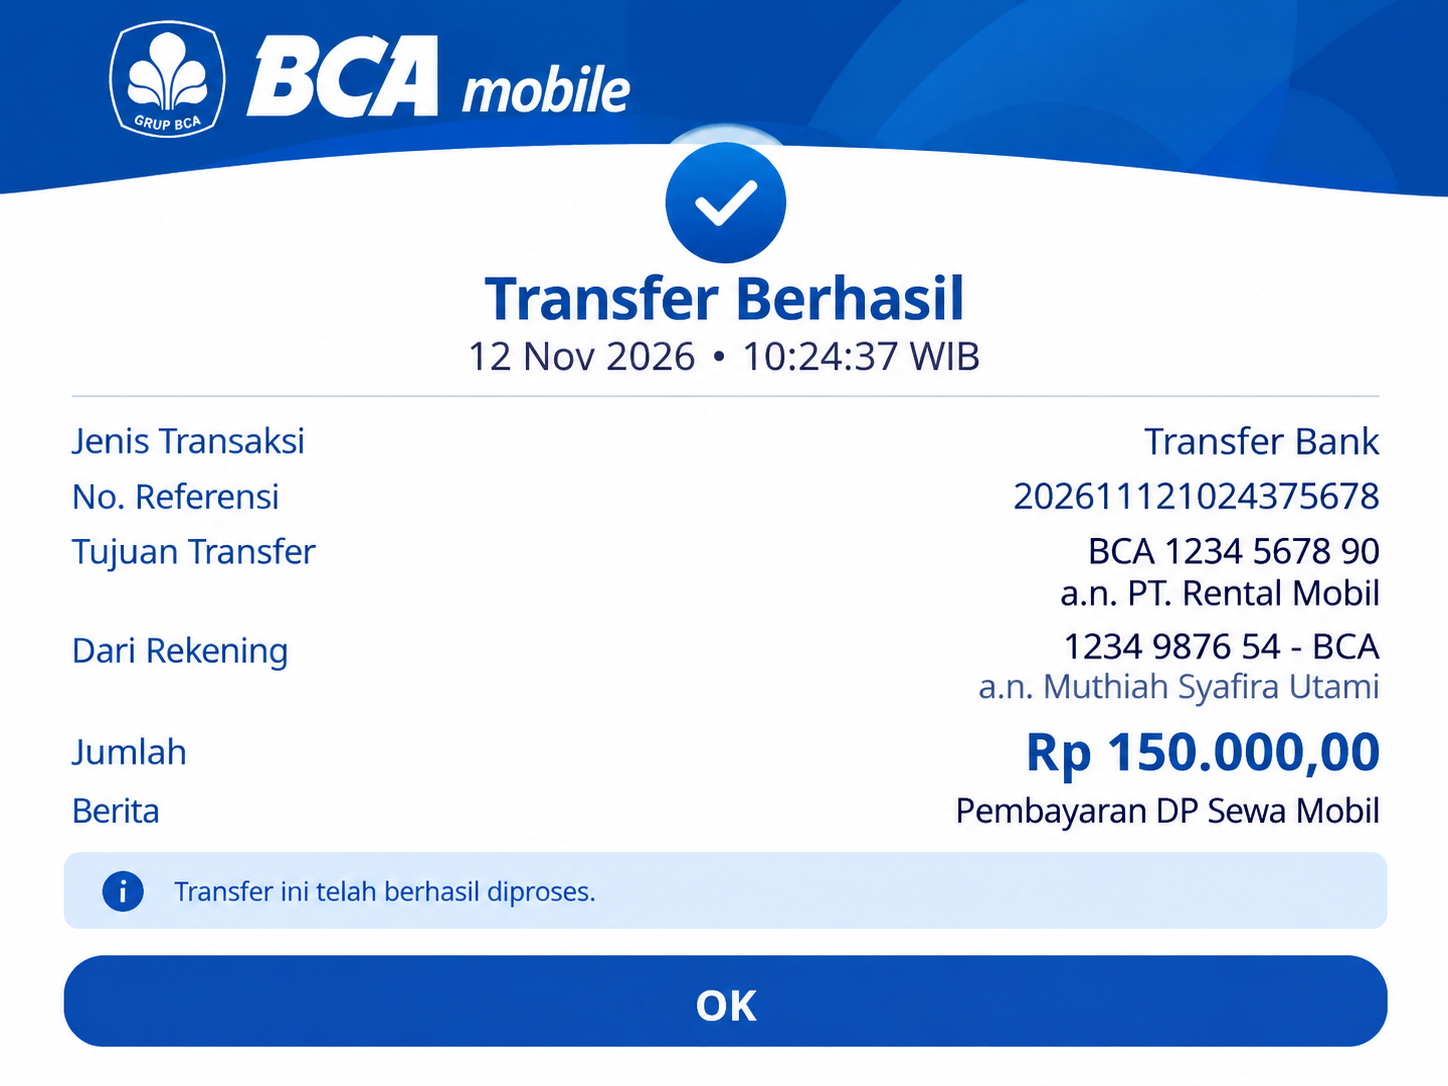 GRUP BCA
BCA mobile
Transfer Berhasil
12 Nov 2026 • 10:24:37 WIB
Jenis Transaksi Transfer Bank
No. Referensi 202611121024375678
Tujuan Transfer BCA 1234 5678 90
a.n. PT. Rental Mobil
Dari Rekening 1234 9876 54 - BCA
a.n. Muthiah Syafira Utami
Jumlah Rp 150.000,00
Berita Pembayaran DP Sewa Mobil
i Transfer ini telah berhasil diproses.
OK